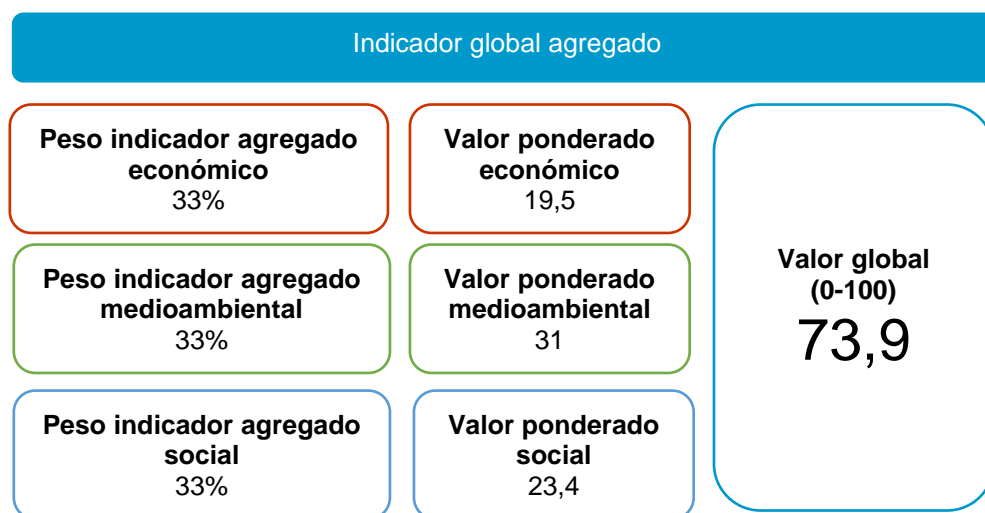 Indicador global agregado
Peso indicador agregado
económico
33%
Valor ponderado
económico
19,5
Peso indicador agregado
medioambiental
33%
Valor ponderado
medioambiental
31
Peso indicador agregado
social
33%
Valor ponderado
social
23,4
Valor global
(0-100)
73,9